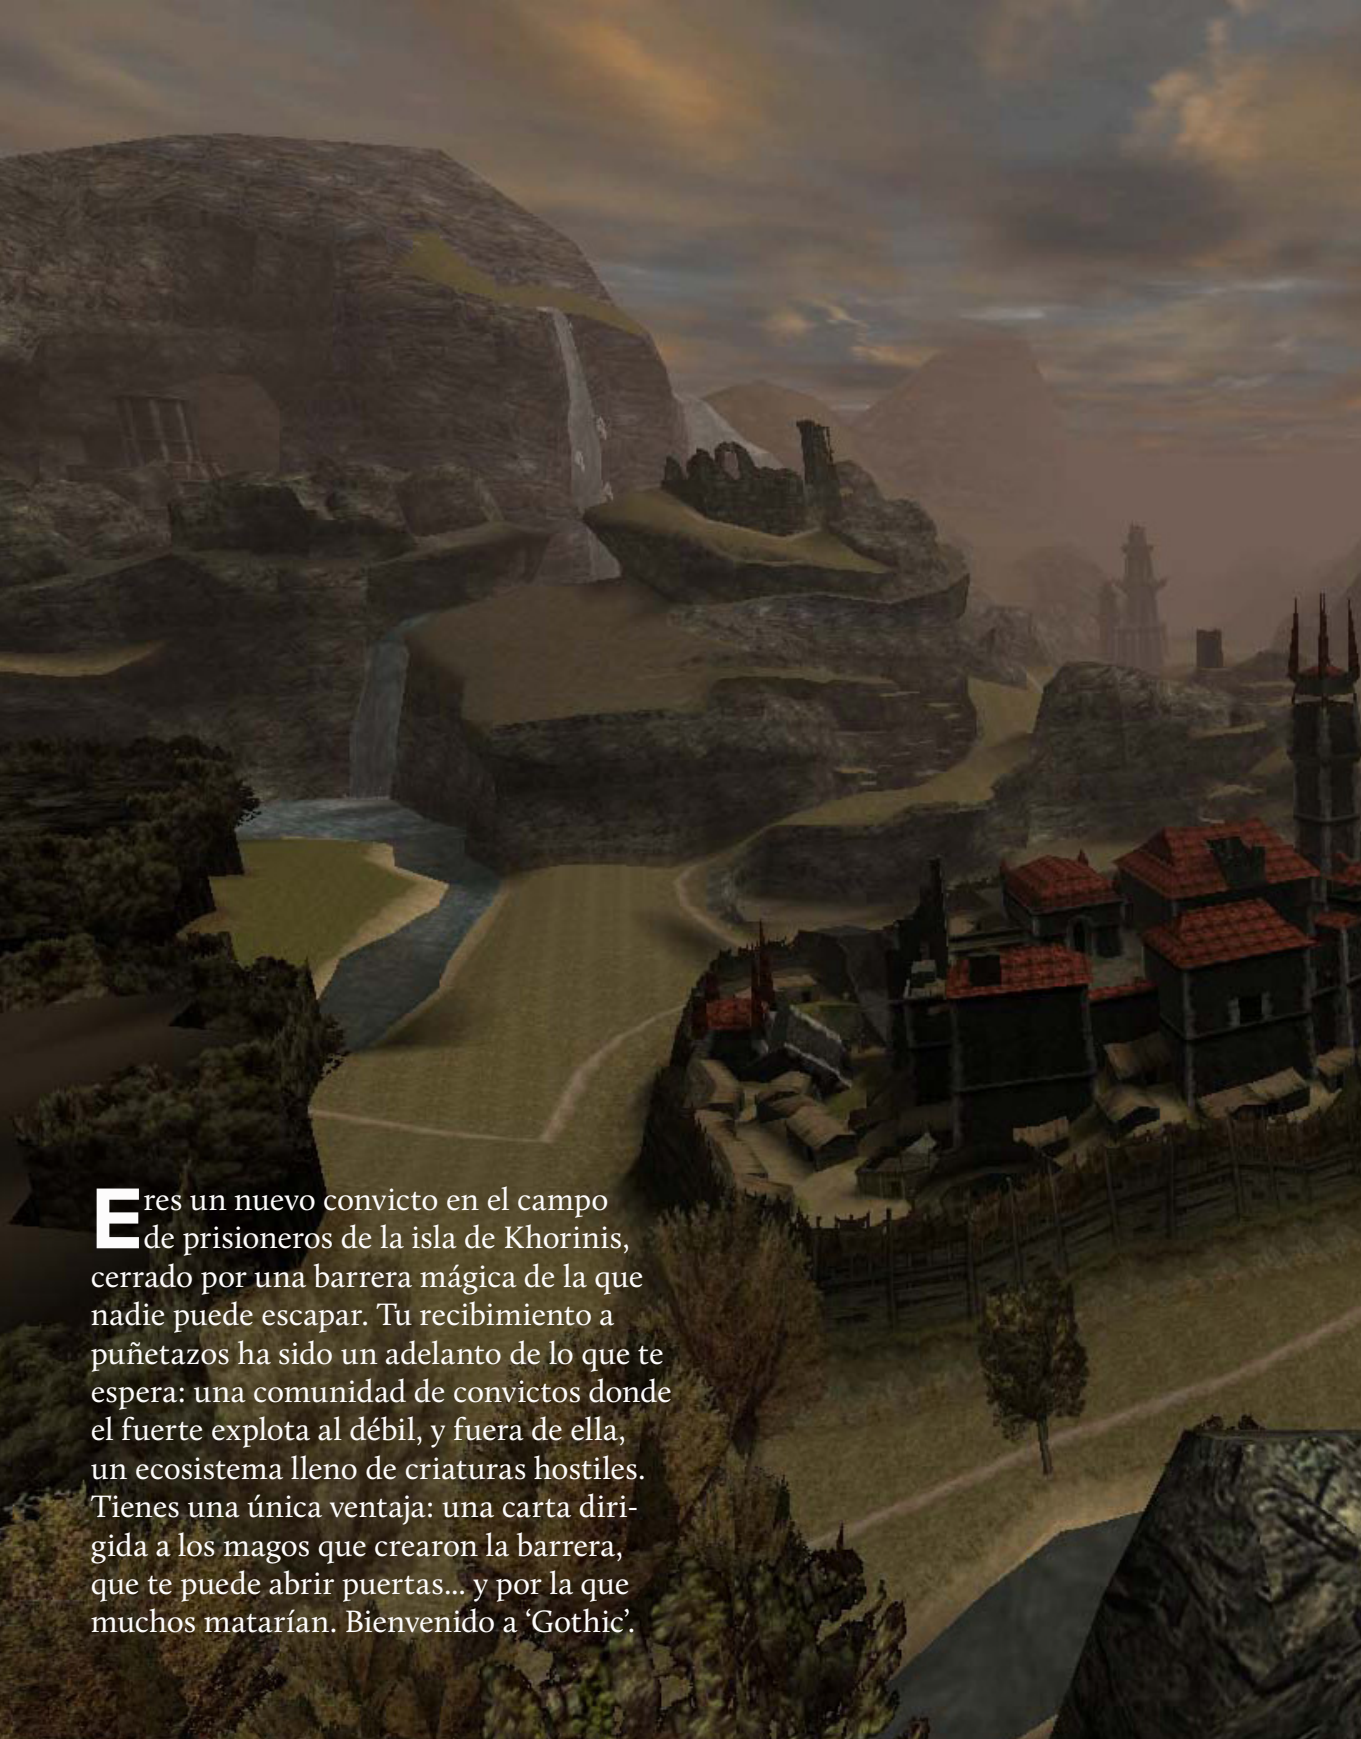 Eres un nuevo convicto en el campo
de prisioneros de la isla de Khorinis,
cerrado por una barrera mágica de la que
nadie puede escapar. Tu recibimiento a
puñetazos ha sido un adelanto de lo que te
espera: una comunidad de convictos donde
el fuerte explota al débil, y fuera de ella,
un ecosistema lleno de criaturas hostiles.
Tienes una única ventaja: una carta diri-
gida a los magos que crearon la barrera,
que te puede abrir puertas... y por la que
muchos matarían. Bienvenido a ‘Gothic’.